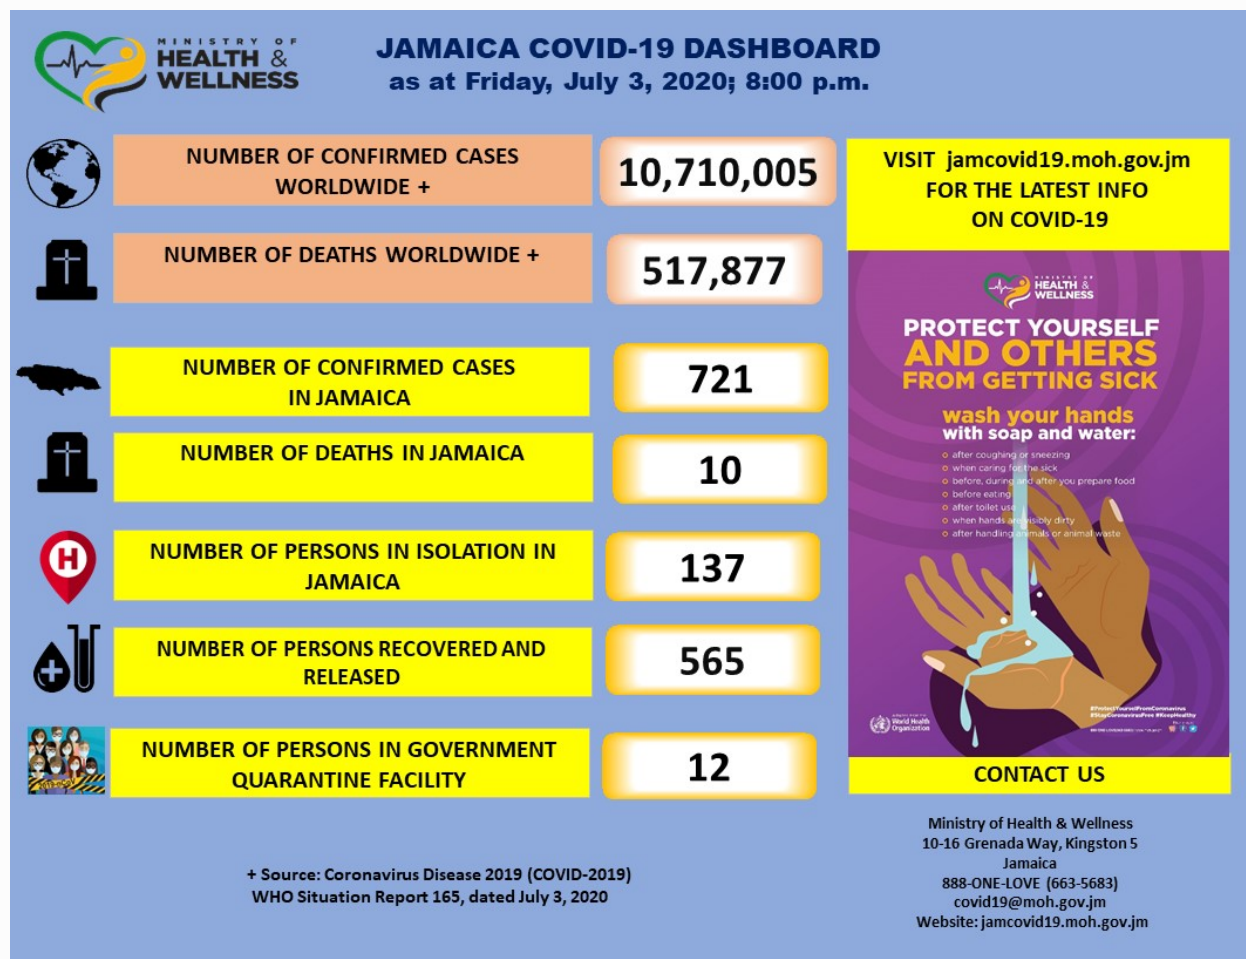 MINISTRY OF
HEALTH &
WELLNESS
JAMAICA COVID-19 DASHBOARD
as at Friday, July 3, 2020; 8:00 p.m.
NUMBER OF CONFIRMED CASES
WORLDWIDE +
10,710,005
NUMBER OF DEATHS WORLDWIDE +
517,877
NUMBER OF CONFIRMED CASES
IN JAMAICA
721
NUMBER OF DEATHS IN JAMAICA
10
H
NUMBER OF PERSONS IN ISOLATION IN
JAMAICA
137
NUMBER OF PERSONS RECOVERED AND
RELEASED
565
NUMBER OF PERSONS IN GOVERNMENT
QUARANTINE FACILITY
12
+ Source: Coronavirus Disease 2019 (COVID-2019)
WHO Situation Report 165, dated July 3, 2020
VISIT jamcovid19.moh.gov.jm
FOR THE LATEST INFO
ON COVID-19
MINISTRY OF
HEALTH &
WELLNESS
PROTECT YOURSELF
AND OTHERS
FROM GETTING SICK
wash your hands
with soap and water:
after coughing or sneezing
when caring for the sick
before, during and after you prepare food
before eating
after toilet use
when hands are visibly dirty
after handling animals or animal waste
World Health
Organization
#ProtectYourselfFromCoronavirus
#StayCoronavirusFree #KeepHealthy
CONTACT US
Ministry of Health & Wellness
10-16 Grenada Way, Kingston 5
Jamaica
888-ONE-LOVE (663-5683)
covid19@moh.gov.jm
Website: jamcovid19.moh.gov.jm